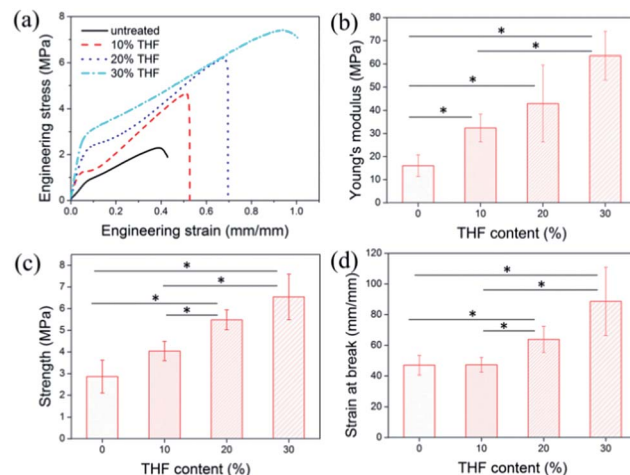 (a)
untreated
10% THF
20% THF
30% THF
Engineering stress (MPa)
8
6
4
2
0
0.0 0.2 0.4 0.6 0.8 1.0
Engineering strain (mm/mm)
(b)
Young's modulus (MPa)
80
70
60
50
40
30
20
10
0
* * * *
0 10 20 30
THF content (%)
(c)
Strength (MPa)
8
7
6
5
4
3
2
1
0
* * * *
0 10 20 30
THF content (%)
(d)
Strain at break (mm/mm)
120
100
80
60
40
20
0
* * * *
0 10 20 30
THF content (%)